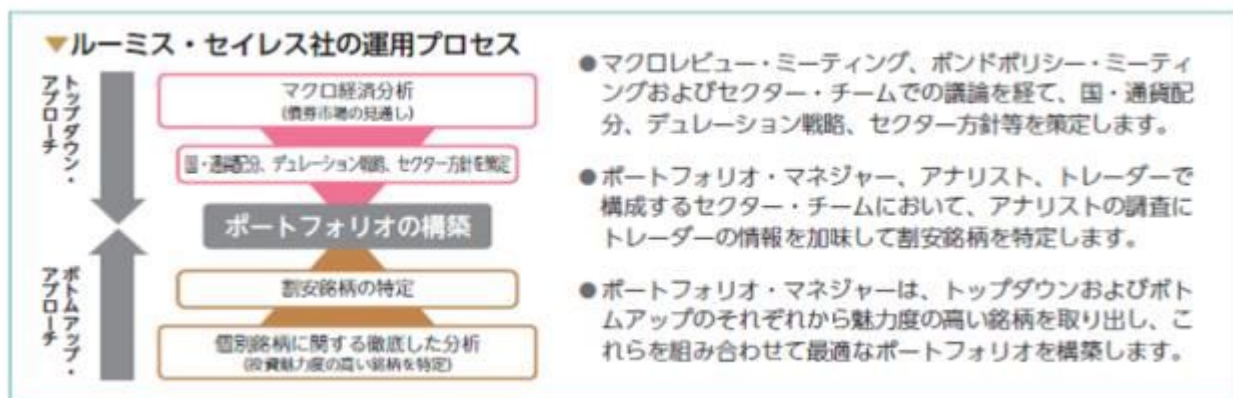 ▼ルーミス・セイレス社の運用プロセス
トップダウン・
アプローチ
マクロ経済分析
(債券市場の見通し)
国・通貨配分、デュレーション戦略、セクター方針を策定
ポートフォリオの構築
ボトムアップ・
アプローチ
割安銘柄の特定
個別銘柄に関する徹底した分析
(投資魅力度の高い銘柄を特定)
●マクロレビュー・ミーティング、ボンドポリシー・ミーティ
ングおよびセクター・チームでの議論を経て、国・通貨配
分、デュレーション戦略、セクター方針等を策定します。
●ポートフォリオ・マネジャー、アナリスト、トレーダーで
構成するセクター・チームにおいて、アナリストの調査に
トレーダーの情報を加味して割安銘柄を特定します。
●ポートフォリオ・マネジャーは、トップダウンおよびボト
ムアップのそれぞれから魅力度の高い銘柄を取り出し、こ
れらを組み合わせて最適なポートフォリオを構築します。